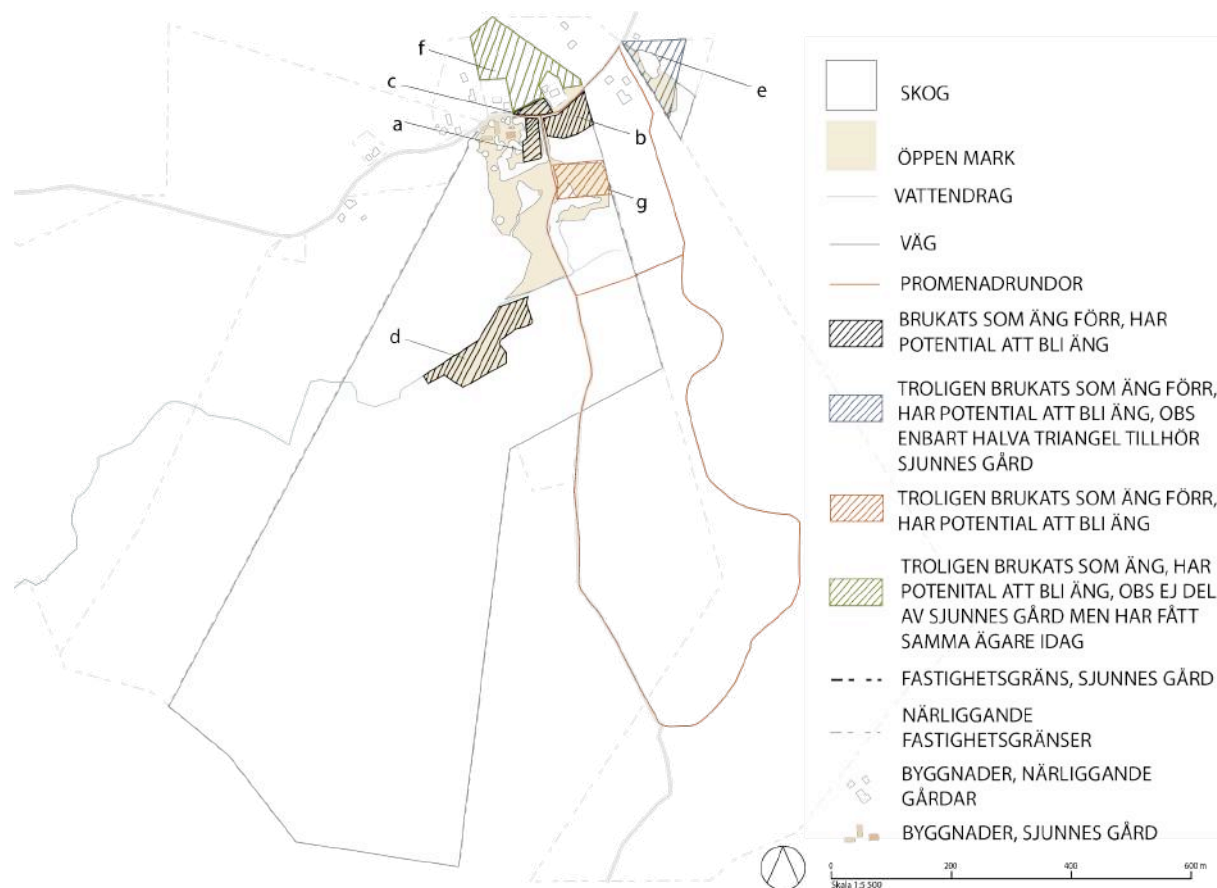 f
c
a
e
b
g
d
SKOG
ÖPPEN MARK
VATTENDRAG
VÄG
PROMENADRUNDOR
BRUKATS SOM ÄNG FÖRR, HAR
POTENTIAL ATT BLI ÄNG
TROLIGEN BRUKATS SOM ÄNG FÖRR,
HAR POTENTIAL ATT BLI ÄNG, OBS
ENBART HALVA TRIANGEL TILLHÖR
SJUNNES GÅRD
TROLIGEN BRUKATS SOM ÄNG FÖRR,
HAR POTENTIAL ATT BLI ÄNG
TROLIGEN BRUKATS SOM ÄNG, HAR
POTENITAL ATT BLI ÄNG, OBS EJ DEL
AV SJUNNES GÅRD MEN HAR FÅTT
SAMMA ÄGARE IDAG
FASTIGHETSGRÄNS, SJUNNES GÅRD
NÄRLIGGANDE
FASTIGHETSGRÄNSER
BYGGNADER, NÄRLIGGANDE
GÅRDAR
BYGGNADER, SJUNNES GÅRD
0 200 400 600 m
Skala 1:5 500